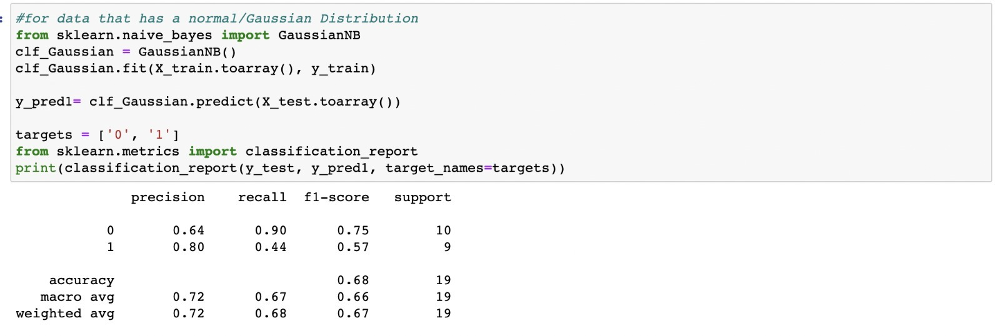 #for data that has a normal/Gaussian Distribution
from sklearn.naive_bayes import GaussianNB
clf_Gaussian = GaussianNB()
clf_Gaussian.fit(X_train.toarray(), y_train)
y_pred1= clf_Gaussian.predict(X_test.toarray())
targets = ['0', '1']
from sklearn.metrics import classification_report
print(classification_report(y_test, y_pred1, target_names=targets))
precision recall f1-score support
0 0.64 0.90 0.75 10
1 0.80 0.44 0.57 9
accuracy 0.68 19
macro avg 0.72 0.67 0.66 19
weighted avg 0.72 0.68 0.67 19